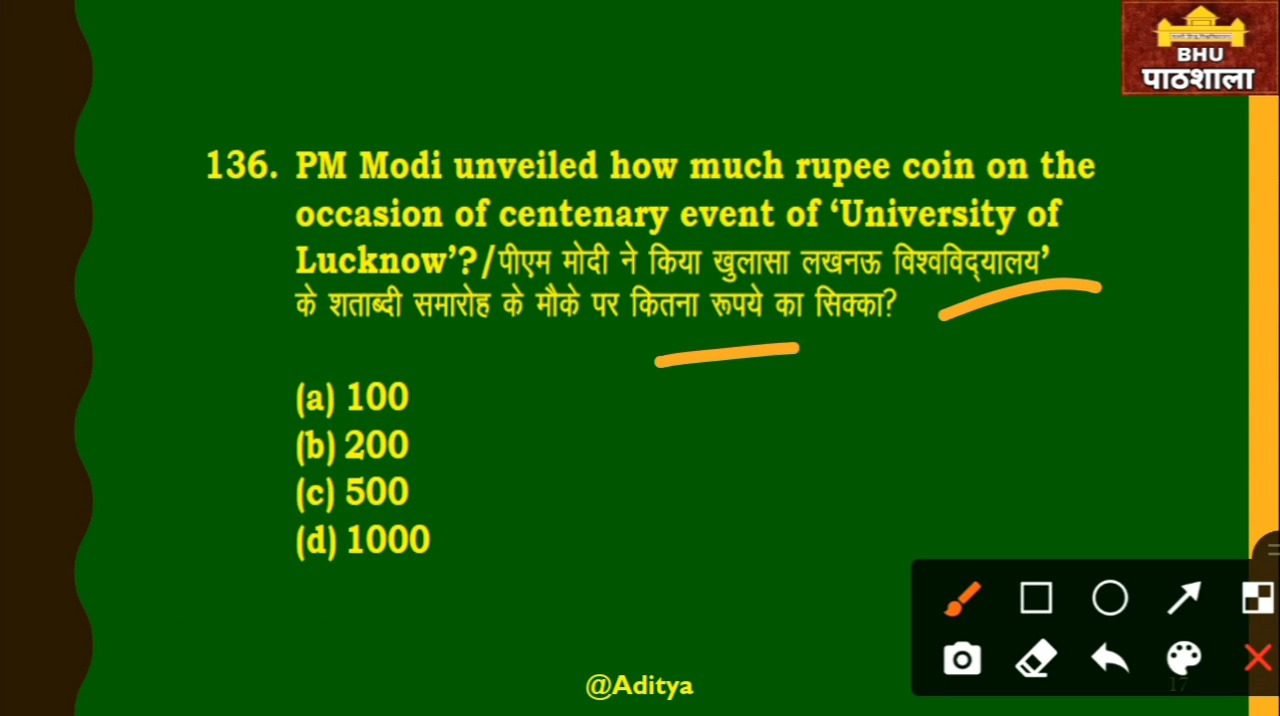 BHU
पाठशाला
136. PM Modi unveiled how much rupee coin on the
occasion of centenary event of ‘University of
Lucknow’?/पीएम मोदी ने किया खुलासा लखनऊ विश्वविद्यालय’
के शताब्दी समारोह के मौके पर कितना रूपये का सिक्का?
(a) 100
(b) 200
(c) 500
(d) 1000
@Aditya
17